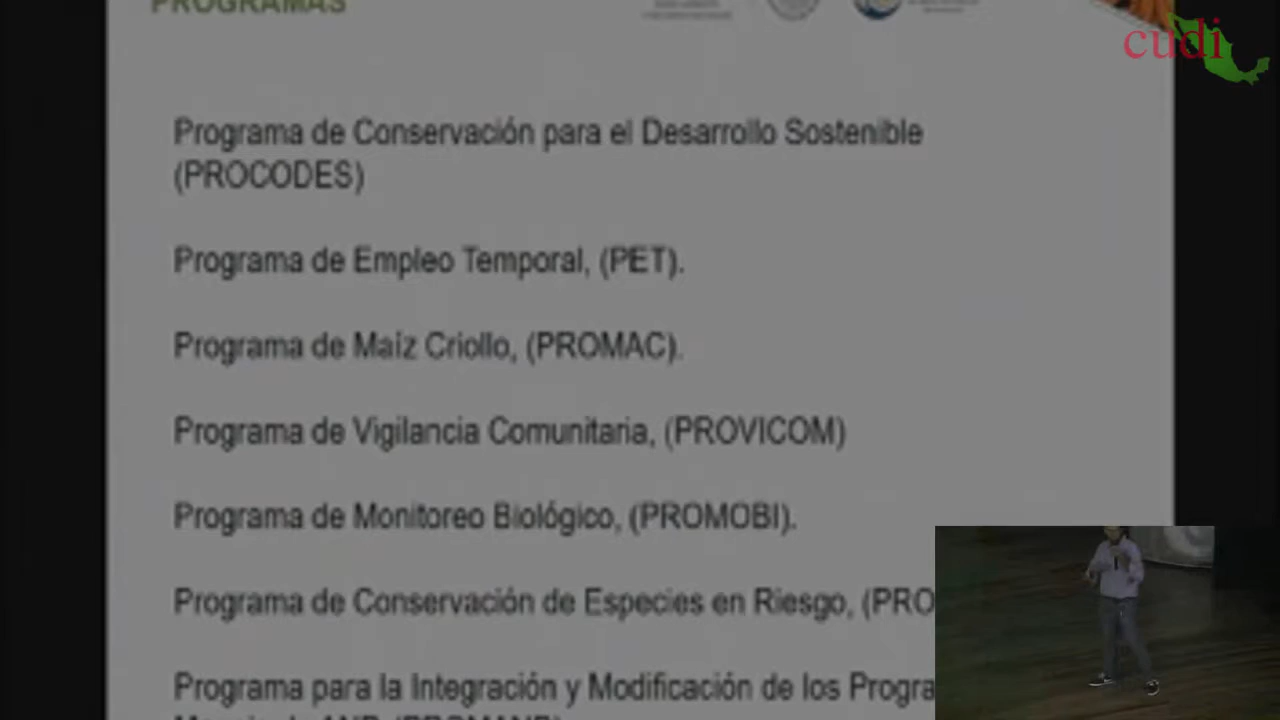 PROGRAMAS
cudi
Programa de Conservación para el Desarrollo Sostenible
(PROCODES)
Programa de Empleo Temporal, (PET).
Programa de Maíz Criollo, (PROMAC).
Programa de Vigilancia Comunitaria, (PROVICOM)
Programa de Monitoreo Biológico, (PROMOBI).
Programa de Conservación de Especies en Riesgo, (PRO
Programa para la Integración y Modificación de los Progra